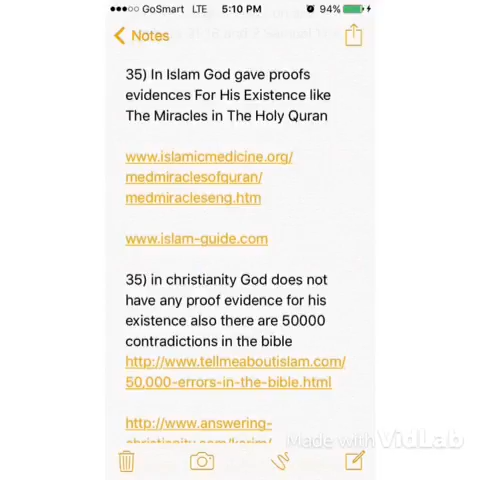 GoSmart LTE 5:10 PM 94%
Notes
35) In Islam God gave proofs
evidences For His Existence like
The Miracles in The Holy Quran
www.islamicmedicine.org/
medmiraclesofquran/
medmiracleseng.htm
www.islam-guide.com
35) in christianity God does not
have any proof evidence for his
existence also there are 50000
contradictions in the bible
http://www.tellmeaboutislam.com/
50,000-errors-in-the-bible.html
http://www.answering-
christianity.com/karim/
Made with VidLab